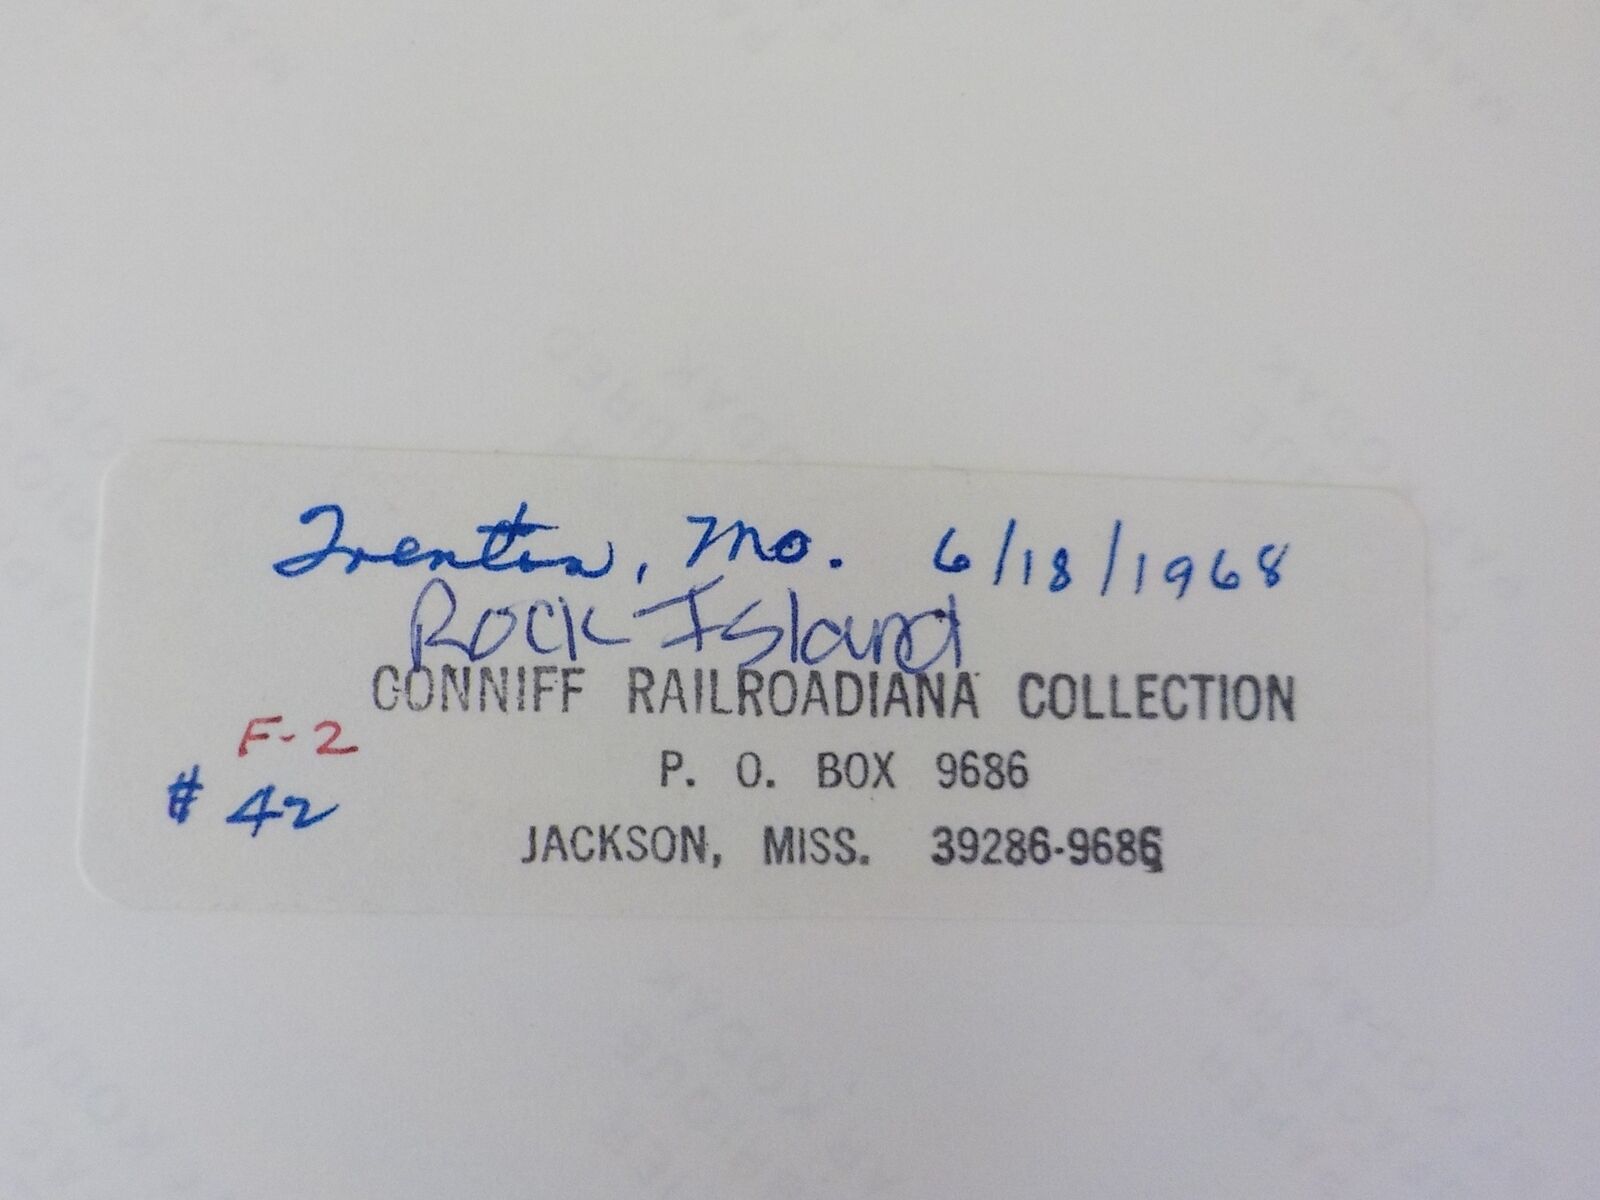 Trenton, Mo. 6/18/1968
Rock Island
CONNIFF RAILROADIANA COLLECTION
F-2
P. O. BOX 9686
# 42
JACKSON, MISS. 39286-9686